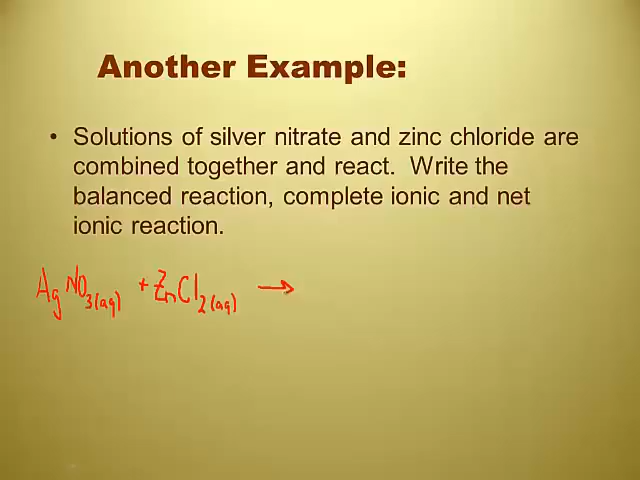 Another Example:
• Solutions of silver nitrate and zinc chloride are
combined together and react. Write the
balanced reaction, complete ionic and net
ionic reaction.
AgNO₃(aq) + ZnCl₂(aq) →